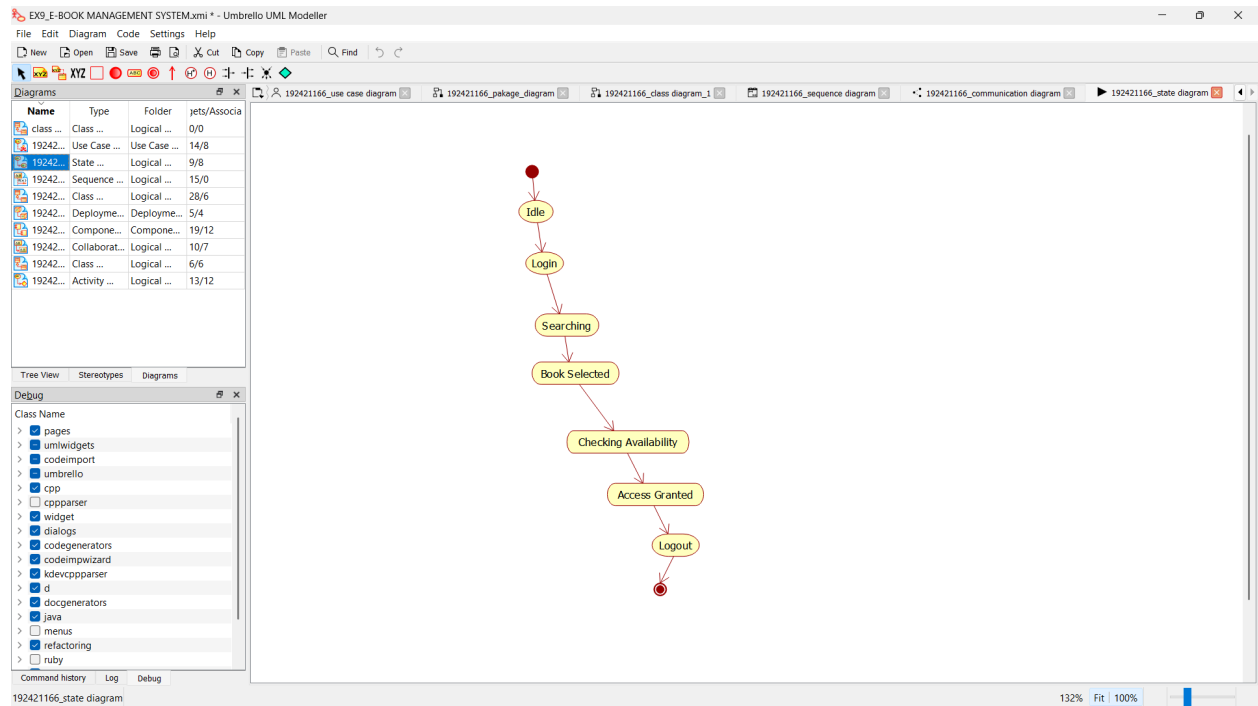 EX9_E-BOOK MANAGEMENT SYSTEM.xmi * - Umbrello UML Modeller
File Edit Diagram Code Settings Help
New Open Save Cut Copy Paste Find
XYZ XYZ ABC H* H
Diagrams
192421166_use case diagram 192421166_pakage_diagram 192421166_class diagram_1 192421166_sequence diagram 192421166_communication diagram 192421166_state diagram
Name Type Folder jets/Associa
class ... Class ... Logical ... 0/0
19242... Use Case ... Use Case ... 14/8
19242... State ... Logical ... 9/8
19242... Sequence ... Logical ... 15/0
19242... Class ... Logical ... 28/6
19242... Deployme... Deployme... 5/4
19242... Compone... Compone... 19/12
19242... Collaborat... Logical ... 10/7
19242... Class ... Logical ... 6/6
19242... Activity ... Logical ... 13/12
Tree View Stereotypes Diagrams
Debug
Class Name
pages
umlwidgets
codeimport
umbrello
cpp
cppparser
widget
dialogs
codegenerators
codeimpwizard
kdevcppparser
d
docgenerators
java
menus
refactoring
ruby
Command history Log Debug
Idle
Login
Searching
Book Selected
Checking Availability
Access Granted
Logout
192421166_state diagram
132% Fit 100%